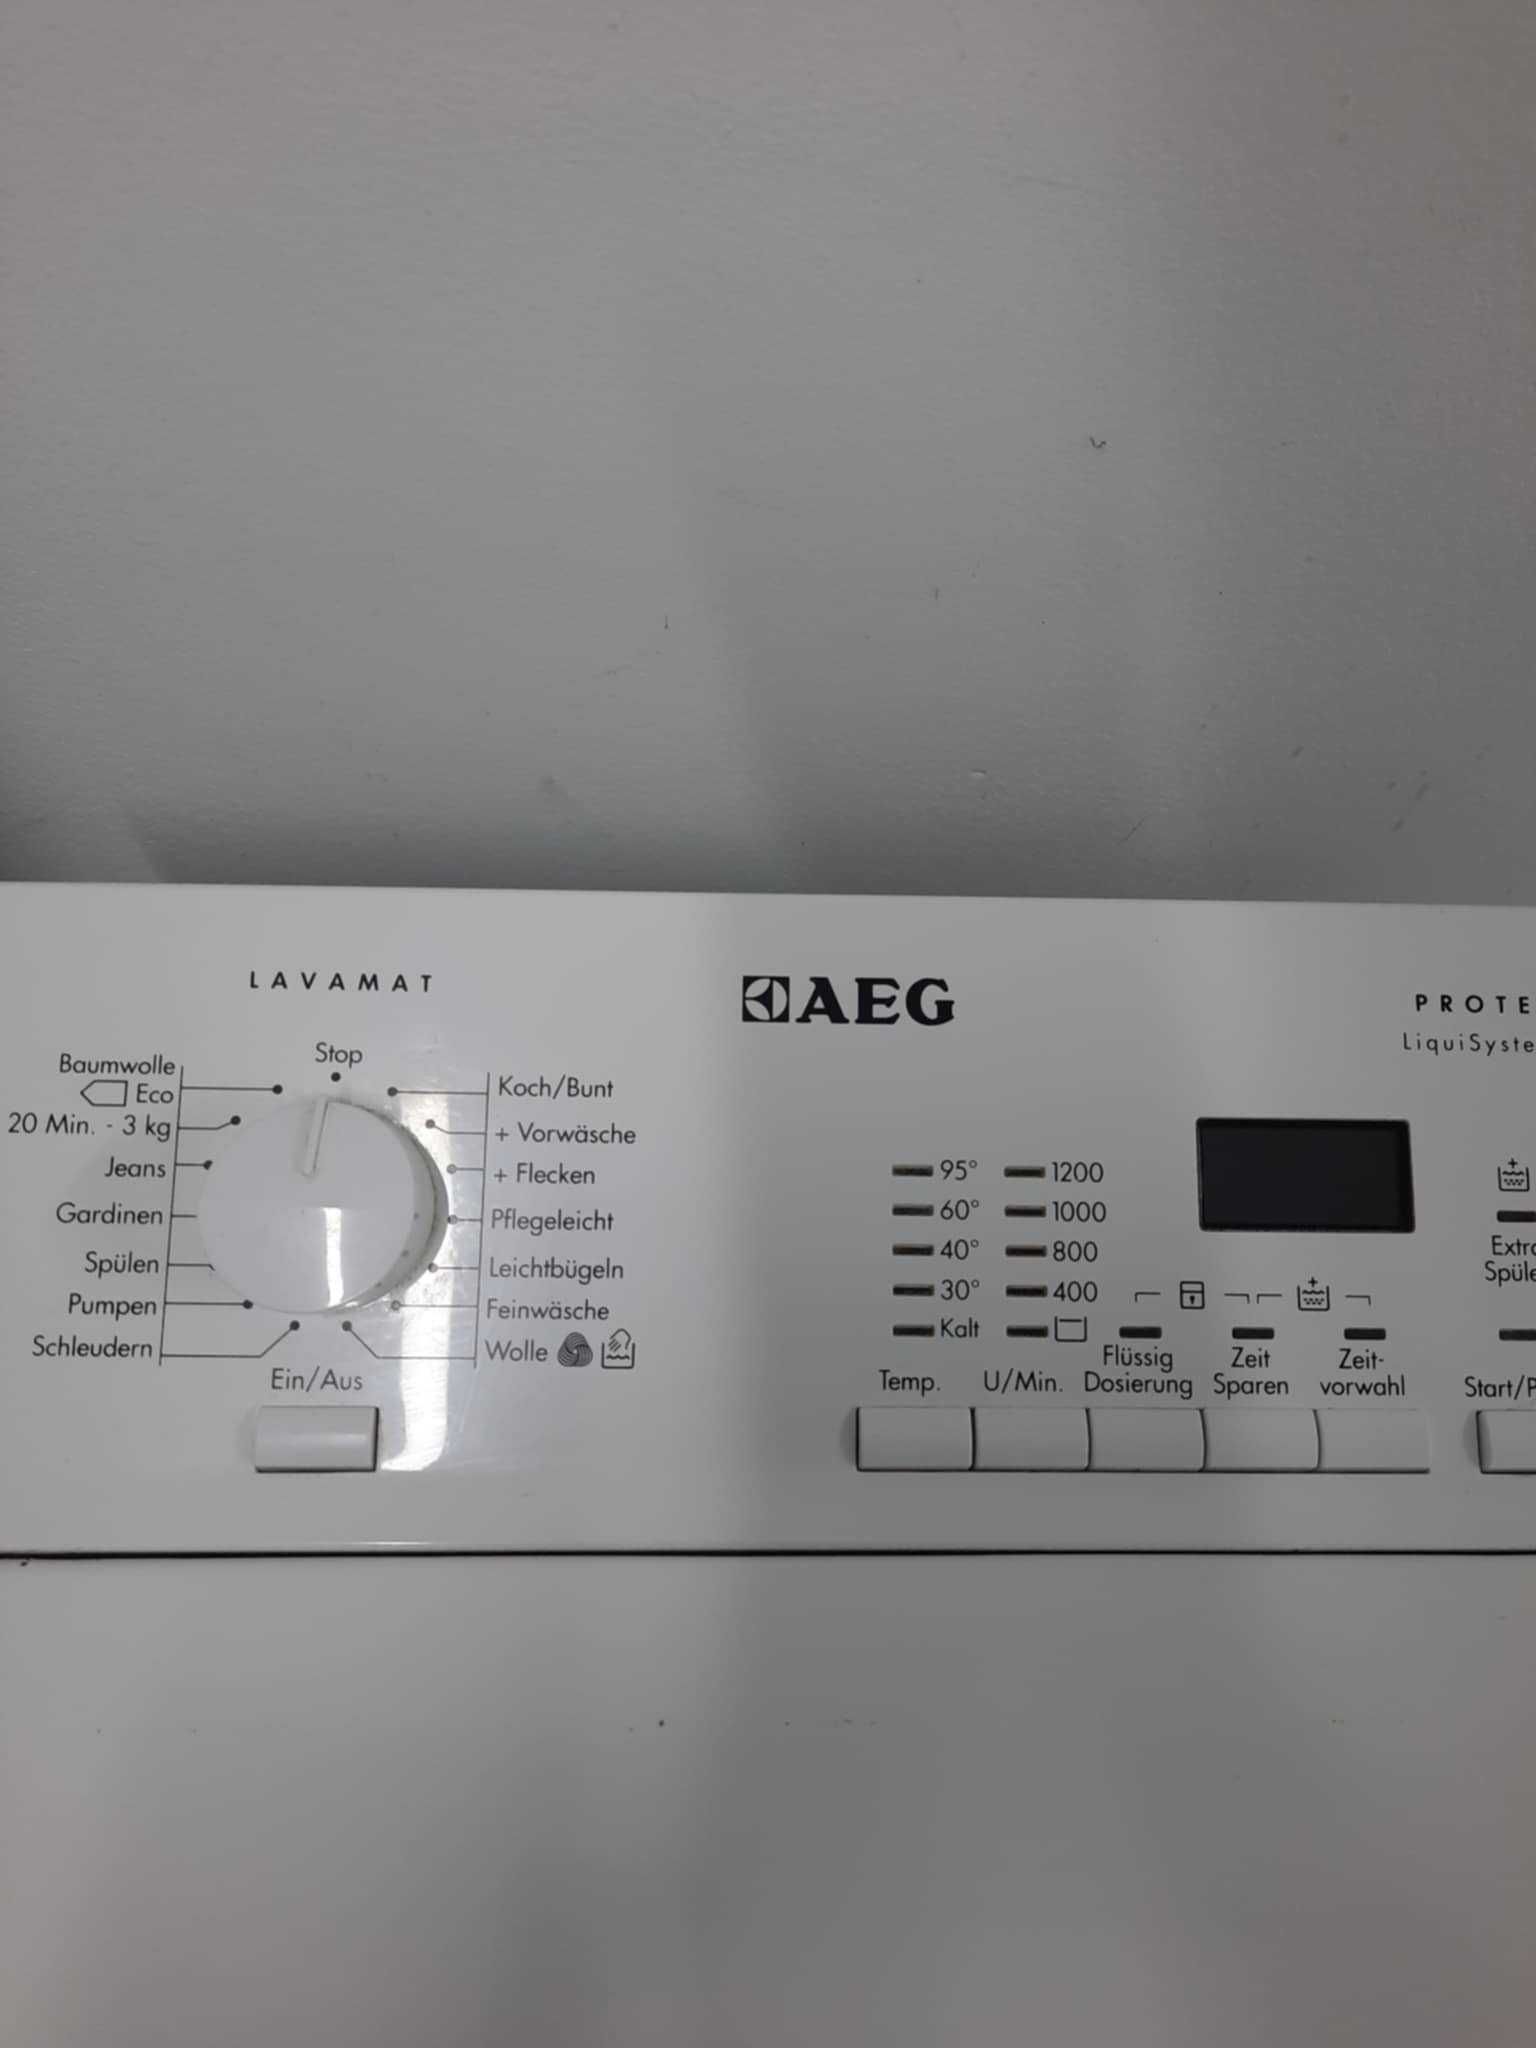 LAVAMAT
AEG
PROTE
LiquiSyste
Stop
Baumwolle
Eco
20 Min. - 3 kg
Jeans
Gardinen
Spülen
Pumpen
Schleudern
Koch/Bunt
+ Vorwäsche
+ Flecken
Pflegeleicht
Leichtbügeln
Feinwäsche
Wolle
Ein/Aus
95° 1200
60° 1000
40° 800
30° 400
Kalt
Temp.
U/Min.
Flüssig
Dosierung
Zeit
Sparen
Zeit-
vorwahl
Extra
Spüle
Start/P